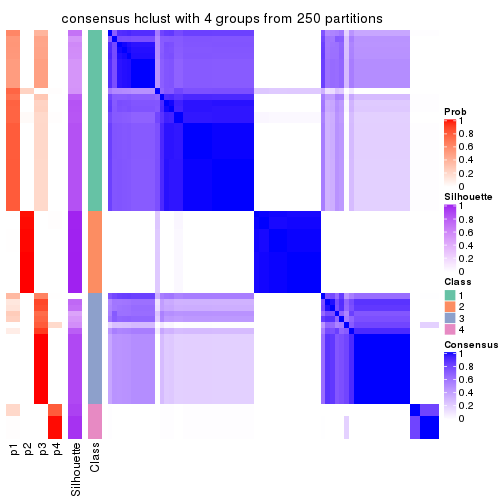 consensus hclust with 4 groups from 250 partitions
Prob
1
0.8
0.6
0.4
0.2
0
Silhouette
1
0.8
0.6
0.4
0.2
0
Class
1
2
3
4
Consensus
1
0.8
0.6
0.4
0.2
0
p1
p2
p3
p4
Silhouette
Class